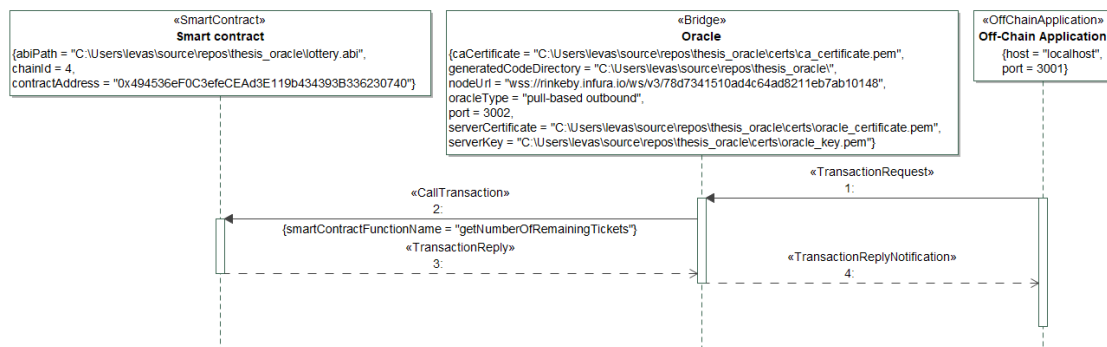 «SmartContract»
Smart contract
{abiPath = "C:\Users\levas\source\repos\thesis_oracle\lottery.abi",
chainId = 4,
contractAddress = "0x494536eF0C3efeCEAd3E119b434393B336230740"}
«Bridge»
Oracle
{caCertificate = "C:\Users\levas\source\repos\thesis_oracle\certs\ca_certificate.pem",
generatedCodeDirectory = "C:\Users\levas\source\repos\thesis_oracle\",
nodeUrl = "wss://rinkeby.infura.io/ws/v3/78d7341510ad4c64ad8211eb7ab10148",
oracleType = "pull-based outbound",
port = 3002,
serverCertificate = "C:\Users\levas\source\repos\thesis_oracle\certs\oracle_certificate.pem",
serverKey = "C:\Users\levas\source\repos\thesis_oracle\certs\oracle_key.pem"}
«OffChainApplication»
Off-Chain Application
{host = "localhost",
port = 3001}
«TransactionRequest»
1:
«CallTransaction»
2:
{smartContractFunctionName = "getNumberOfRemainingTickets"}
«TransactionReply»
3:
«TransactionReplyNotification»
4: